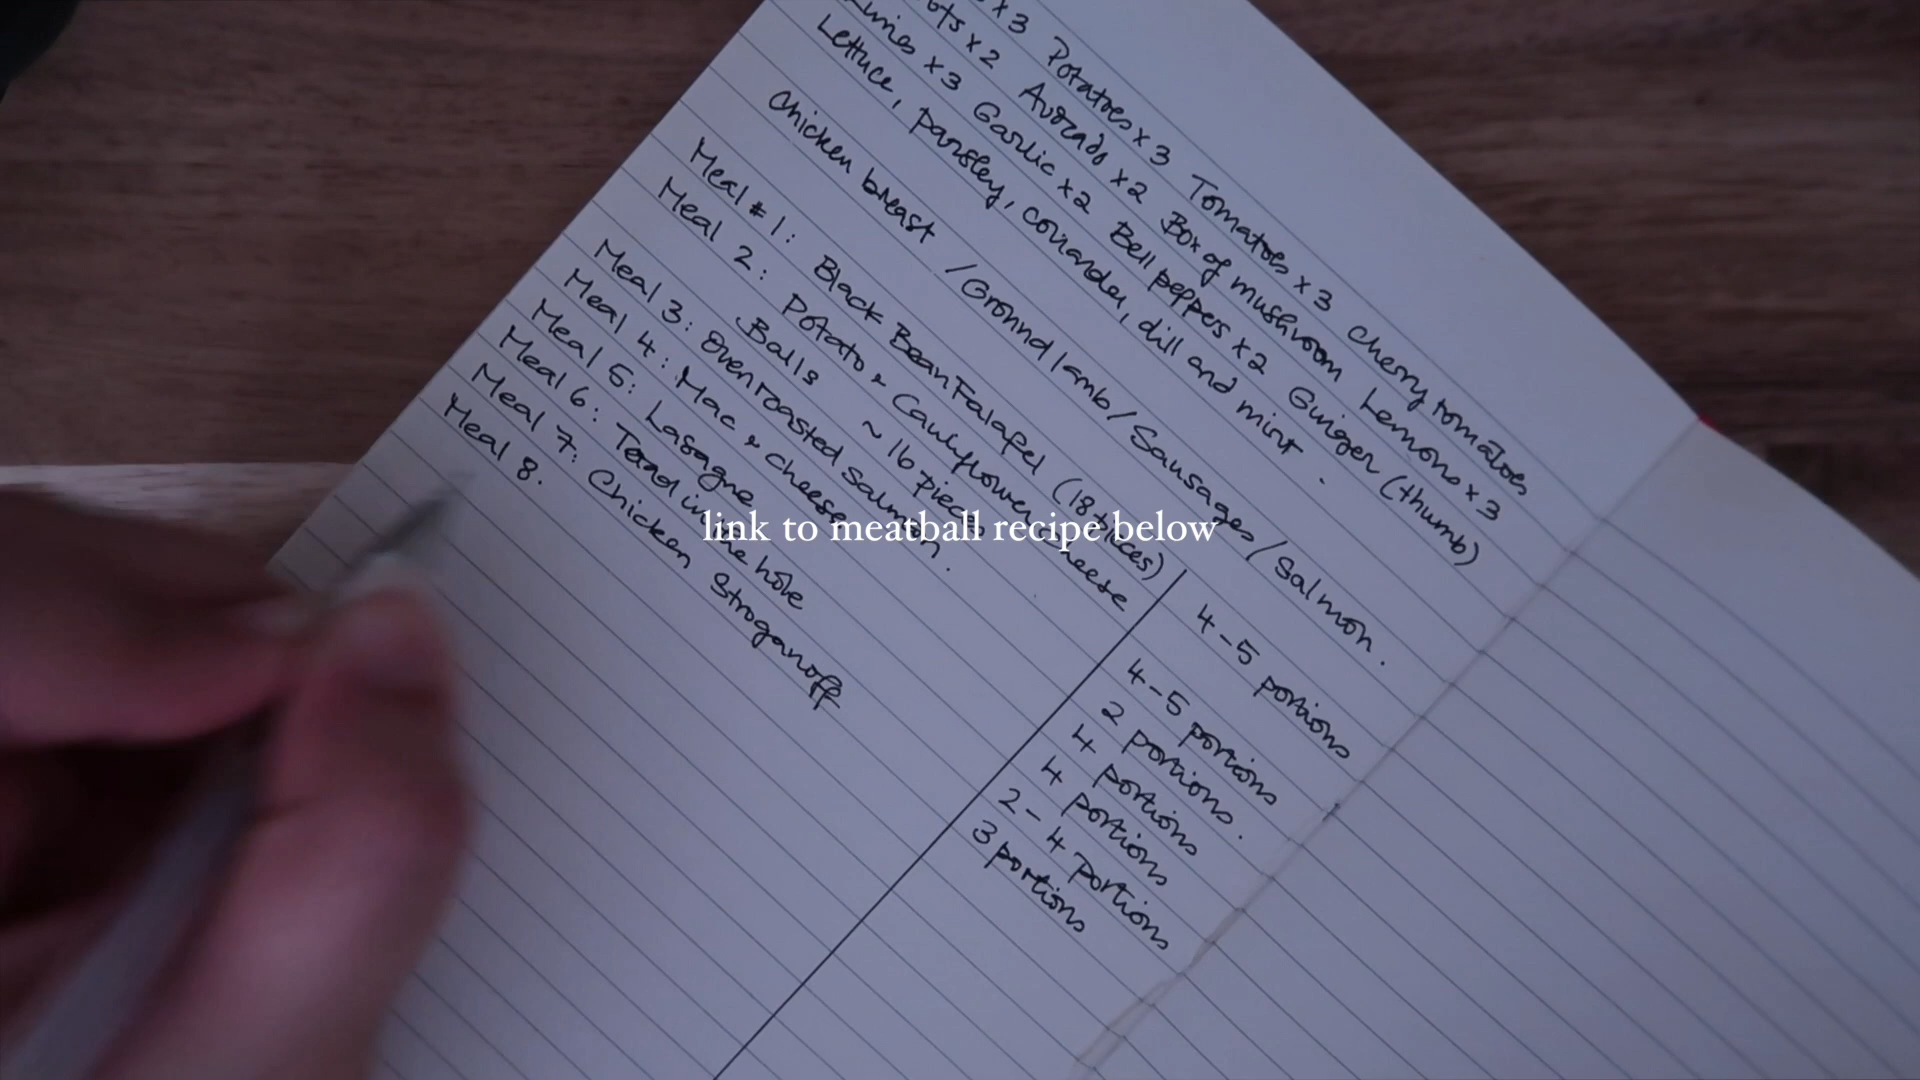 x3 Potatoes x3 Tomatoes x3 Cherry tomatoes
x2 Avocado x2 Box of mushroom Lemons x3
Limes x3 Garlic x2 Bell peppers x2 Guinger (thumb)
Lettuce, parsley, coriander, dill and mint.
Chicken breast / Ground lamb / Sausages / Salmon.
Meal #1: Black Bean Falafel (18+ pieces) 4-5 portions
Meal 2: Potato & Cauliflower cheese
Balls ~ 16 pieces 4-5 portions
Meal 3: Oven roasted Salmon. 2 portions.
Meal 4: Mac & cheese 4 portions
Meal 5: Lasagne 4 portions
Meal 6: Toad in the hole 2-4 portions
Meal 7: Chicken Stroganoff 3 portions
Meal 8.
link to meatball recipe below